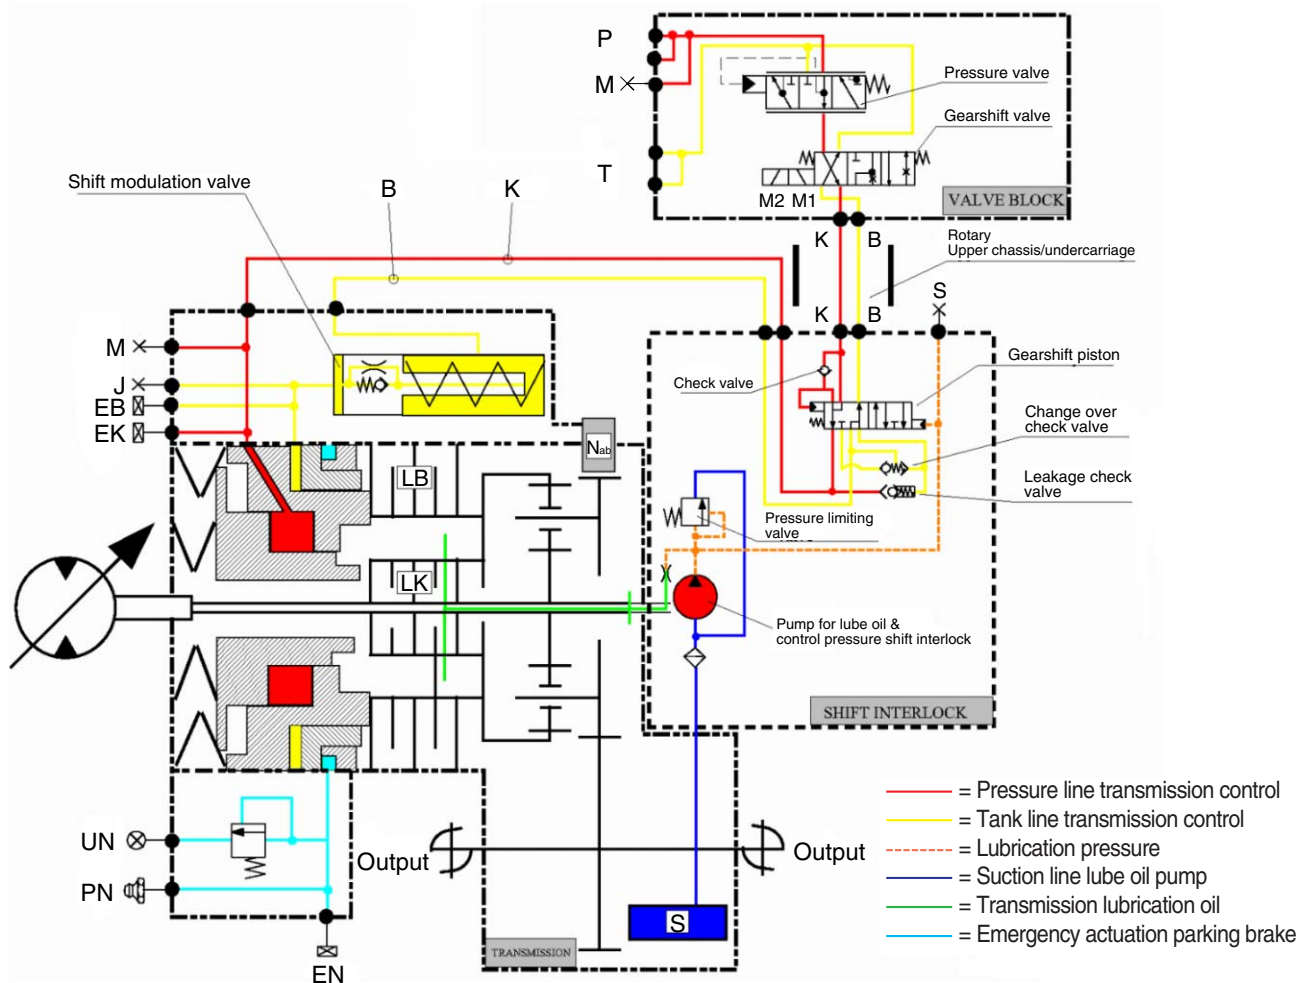 P
Pressure valve
M
Gearshift valve
T
Shift modulation valve
B
K
M2 M1
VALVE BLOCK
K
B
Rotary
Upper chassis/undercarriage
S
K
B
M
Gearshift piston
J
Check valve
EB
Change over
check valve
EK
Nab
LB
Leakage check
valve
Pressure limiting
valve
LK
Pump for lube oil &
control pressure shift interlock
SHIFT INTERLOCK
= Pressure line transmission control
= Tank line transmission control
UN
Output
Output
= Lubrication pressure
= Suction line lube oil pump
PN
= Transmission lubrication oil
S
= Emergency actuation parking brake
TRANSMISSION
EN